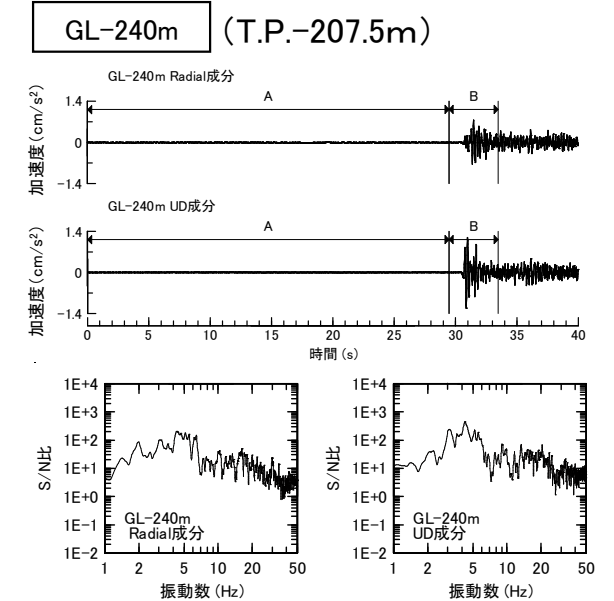 GL-240m (T.P.-207.5m)
GL-240m Radial成分
加速度(cm/s²)
1.4
0
-1.4
A
B
GL-240m UD成分
加速度(cm/s²)
1.4
0
-1.4
A
B
0 5 10 15 20 25 30 35 40
時間(s)
S/N比
1E+4
1E+3
1E+2
1E+1
1E+0
1E-1
1E-2
GL-240m
Radial成分
1 2 5 10 20 50
振動数(Hz)
S/N比
1E+4
1E+3
1E+2
1E+1
1E+0
1E-1
1E-2
GL-240m
UD成分
1 2 5 10 20 50
振動数(Hz)